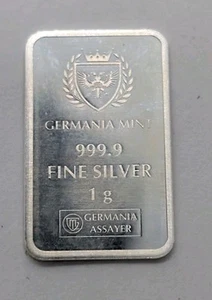 GERMANIA MINT
999.9
FINE SILVER
1 g
GERMANIA
ASSAYER